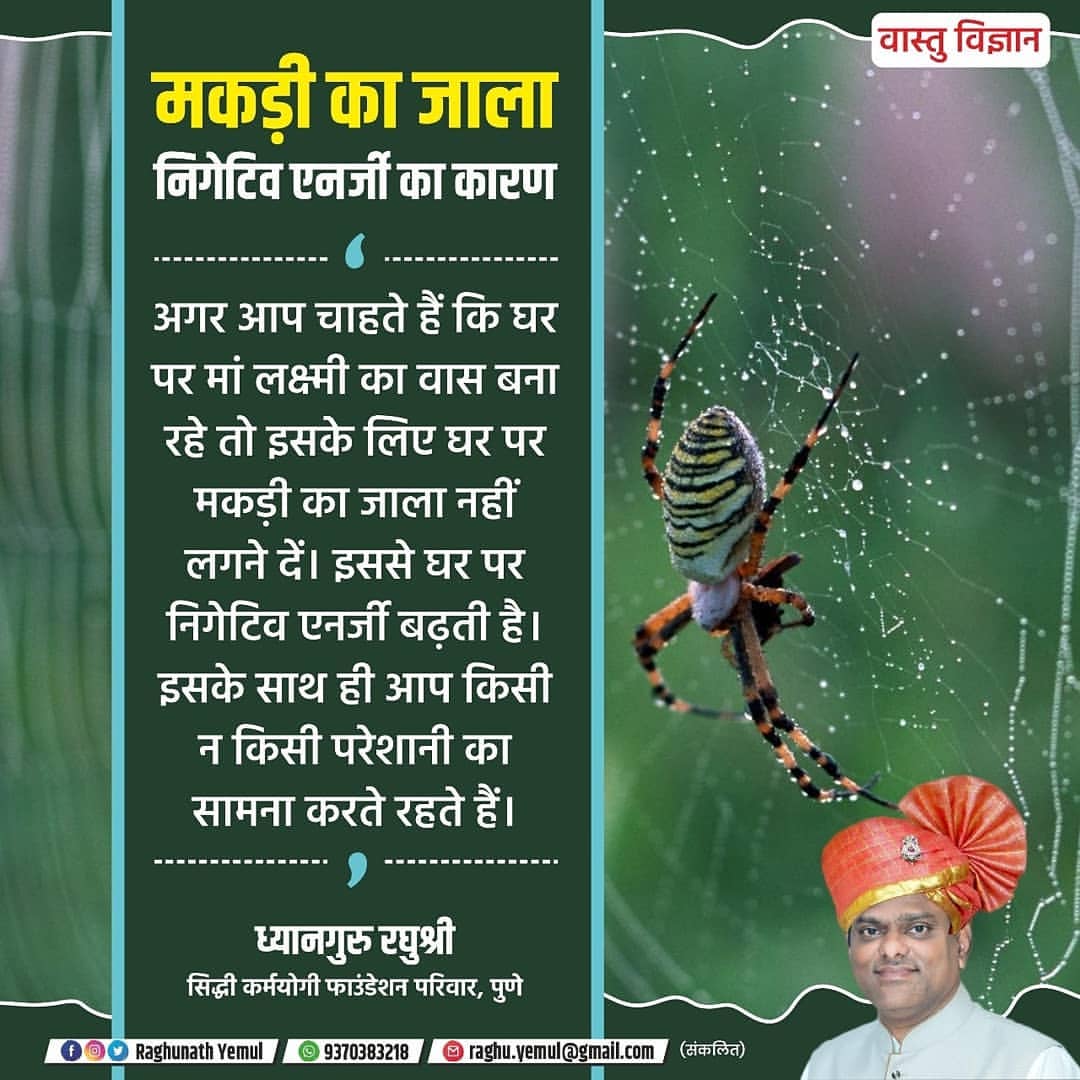 वास्तु विज्ञान
मकड़ी का जाला
निगेटिव एनर्जी का कारण
अगर आप चाहते हैं कि घर
पर मां लक्ष्मी का वास बना
रहे तो इसके लिए घर पर
मकड़ी का जाला नहीं
लगने दें। इससे घर पर
निगेटिव एनर्जी बढ़ती है।
इसके साथ ही आप किसी
न किसी परेशानी का
सामना करते रहते हैं।
ध्यानगुरु रघुश्री
सिद्धी कर्मयोगी फाउंडेशन परिवार, पुणे
Raghunath Yemul 9370383218 raghu.yemul@gmail.com (संकलित)